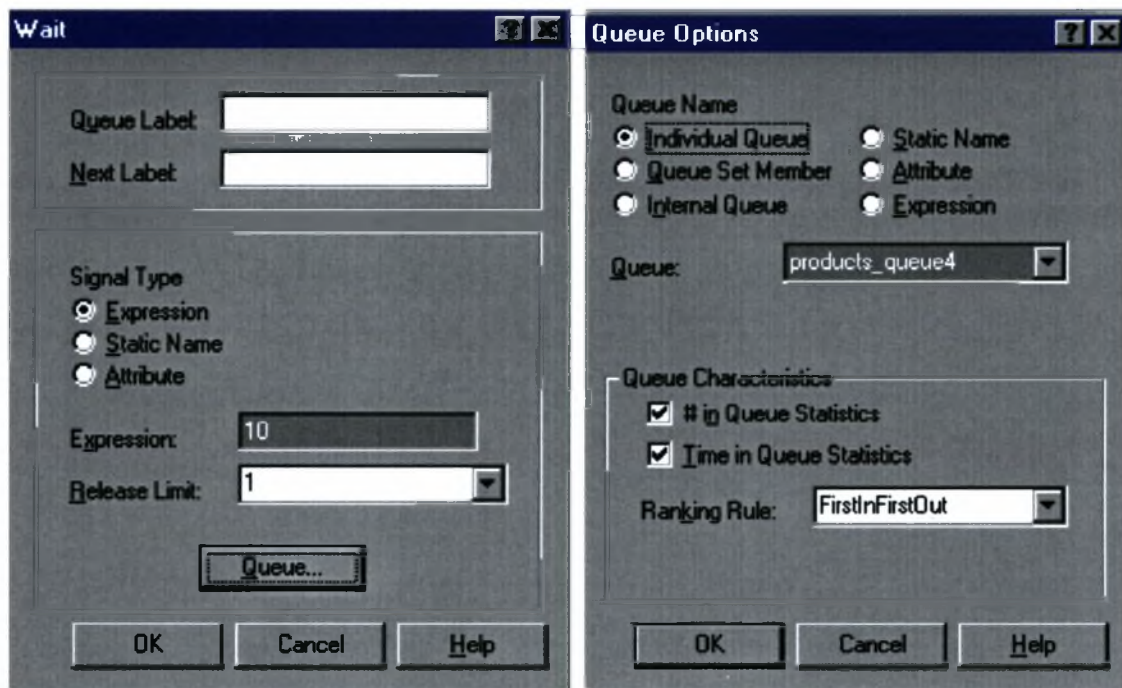 Wait
Queue Label:
Next Label:
Signal Type
Expression
Static Name
Attribute
Expression: 10
Release Limit: 1
Queue...
OK Cancel Help
Queue Options
Queue Name
Individual Queue Static Name
Queue Set Member Attribute
Internal Queue Expression
Queue: products_queue4
Queue Characteristics
# in Queue Statistics
Time in Queue Statistics
Ranking Rule: FirstInFirstOut
OK Cancel Help